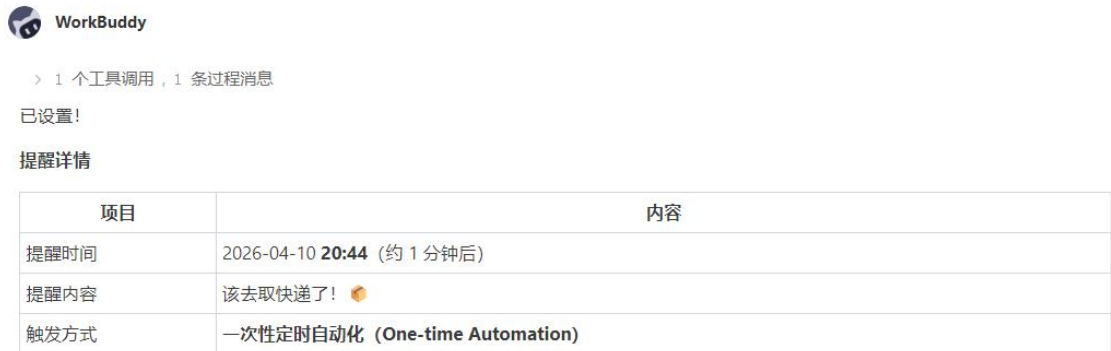 WorkBuddy
> 1 个工具调用 , 1 条过程消息
已设置!
提醒详情
项目 内容
提醒时间 2026-04-10 20:44（约 1 分钟后）
提醒内容 该去取快递了! 📦
触发方式 一次性定时自动化（One-time Automation）